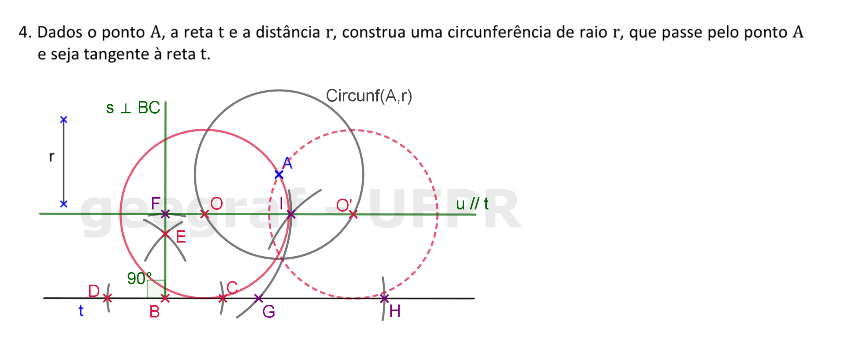 4. Dados o ponto A, a reta t e a distância r, construa uma circunferência de raio r, que passe pelo ponto A
e seja tangente à reta t.
Circunf(A,r)
s ⊥ BC
r
A
F
O
I
O'
u // t
geograf - UFPR
E
90º
D
C
t
B
G
H